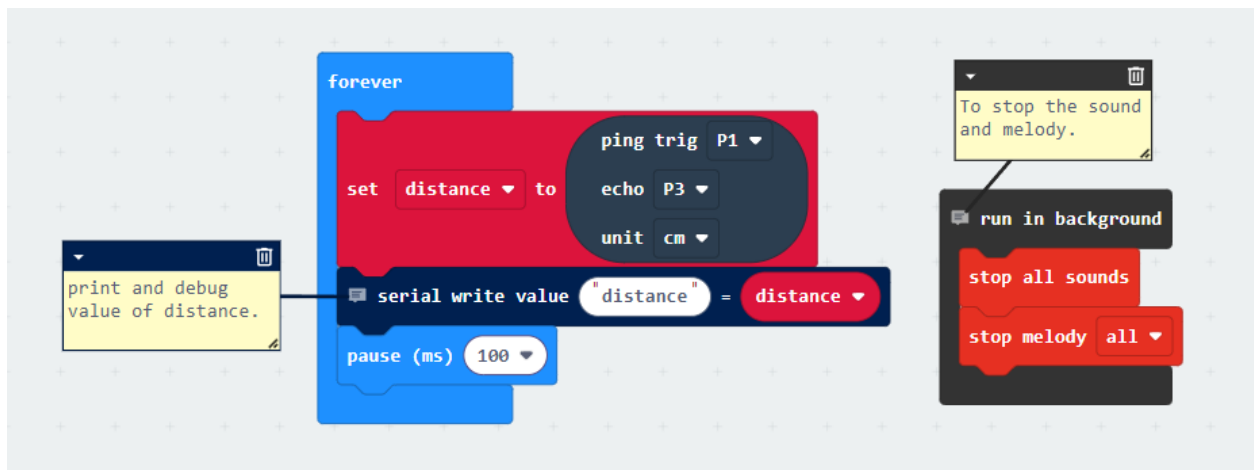 forever
set distance to
ping trig P1
echo P3
unit cm
print and debug
value of distance.
serial write value "distance" = distance
pause (ms) 100
To stop the sound
and melody.
run in background
stop all sounds
stop melody all